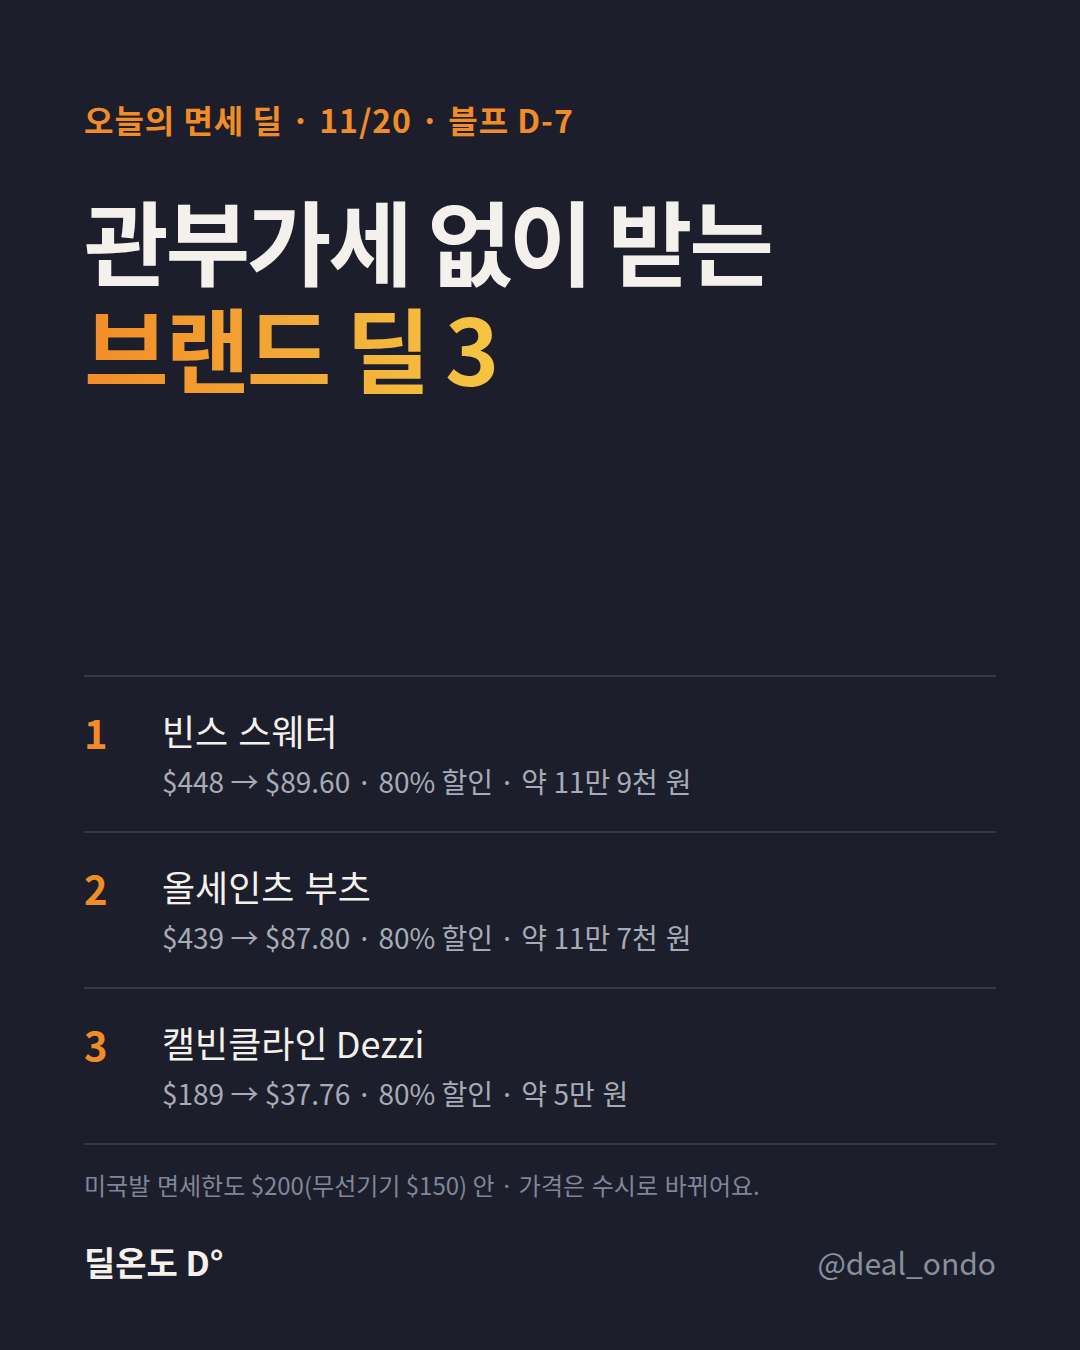 오늘의 면세 딜 · 11/20 · 블프 D-7
관부가세 없이 받는
브랜드 딜 3
1 빈스 스웨터
$448 → $89.60 · 80% 할인 · 약 11만 9천 원
2 올세인츠 부츠
$439 → $87.80 · 80% 할인 · 약 11만 7천 원
3 캘빈클라인 Dezzi
$189 → $37.76 · 80% 할인 · 약 5만 원
미국발 면세한도 $200(무선기기 $150) 안 · 가격은 수시로 바뀌어요.
딜온도 D° @deal_ondo